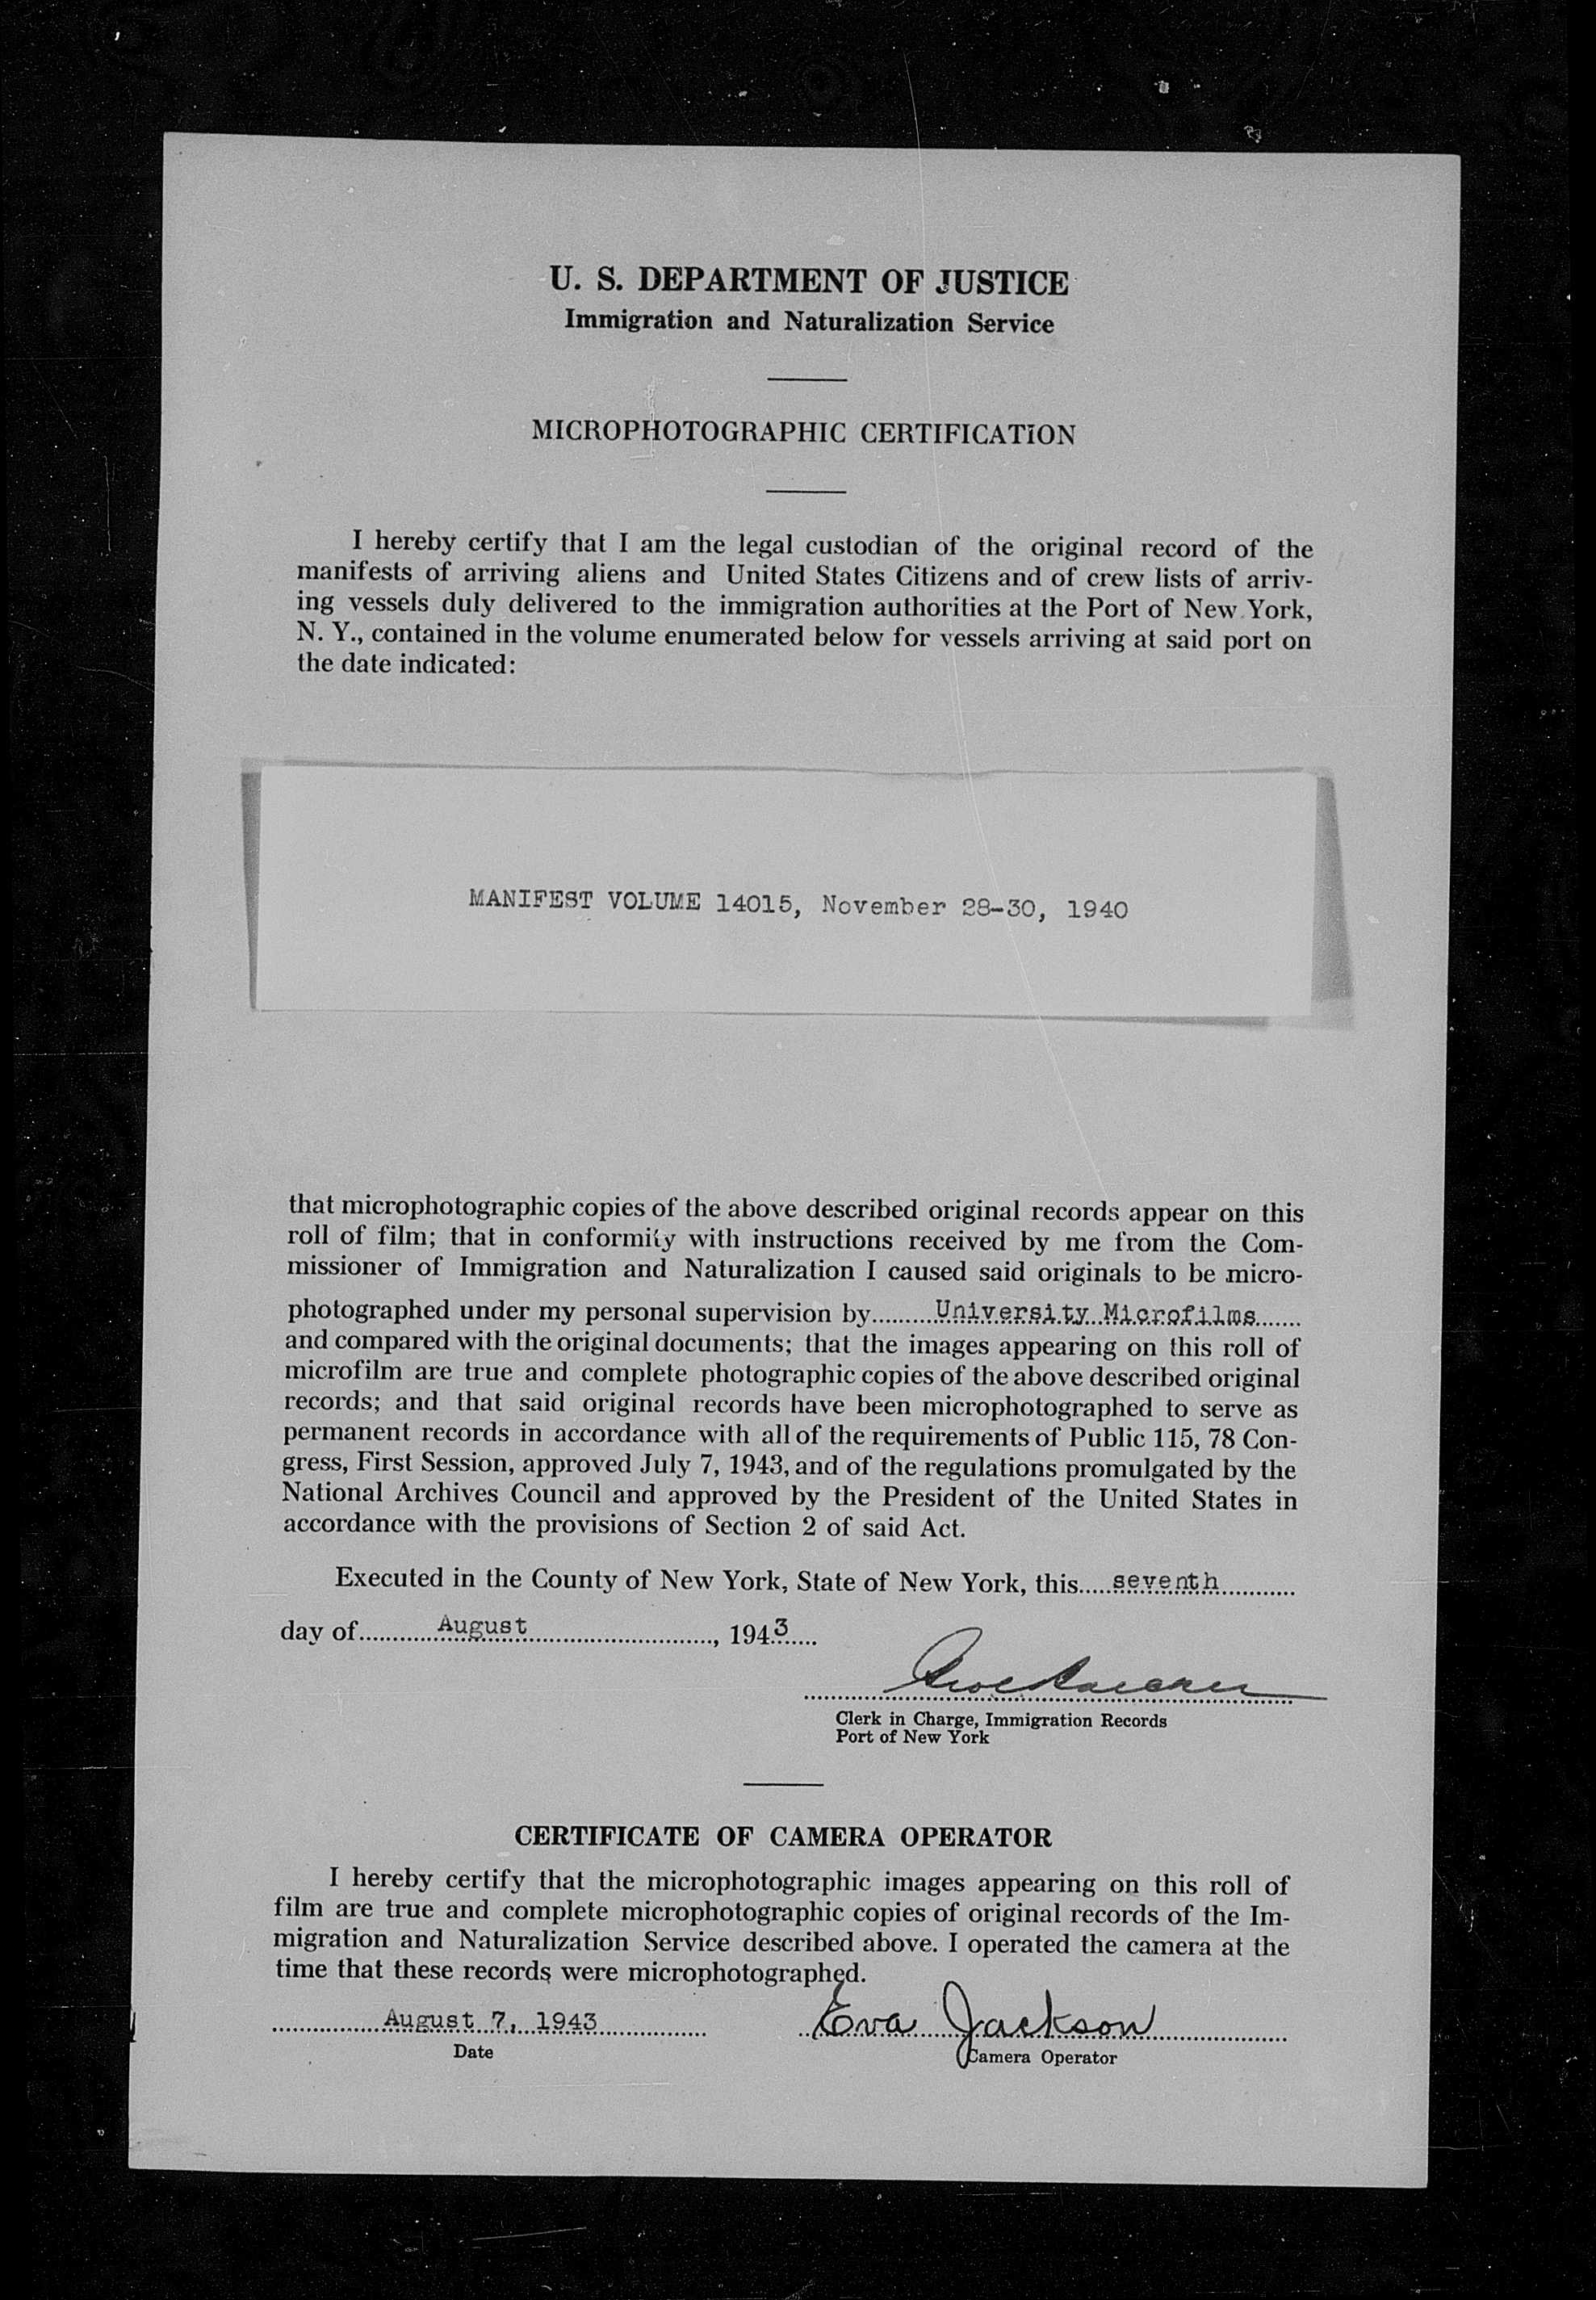 U. S. DEPARTMENT OF JUSTICE
Immigration and Naturalization Service
MICROPHOTOGRAPHIC CERTIFICATION
I hereby certify that I am the legal custodian of the original record of the
manifests of arriving aliens and United States Citizens and of crew lists of arriv-
ing vessels duly delivered to the immigration authorities at the Port of New York,
N. Y., contained in the volume enumerated below for vessels arriving at said port on
the date indicated:
MANIFEST VOLUME 14015, November 28-30, 1940
that microphotographic copies of the above described original records appear on this
roll of film; that in conformity with instructions received by me from the Com-
missioner of Immigration and Naturalization I caused said originals to be micro-
photographed under my personal supervision by University Microfilms
and compared with the original documents; that the images appearing on this roll of
microfilm are true and complete photographic copies of the above described original
records; and that said original records have been microphotographed to serve as
permanent records in accordance with all of the requirements of Public 115, 78 Con-
gress, First Session, approved July 7, 1943, and of the regulations promulgated by the
National Archives Council and approved by the President of the United States in
accordance with the provisions of Section 2 of said Act.
Executed in the County of New York, State of New York, this seventh
day of August, 1943
Clerk in Charge, Immigration Records
Port of New York
CERTIFICATE OF CAMERA OPERATOR
I hereby certify that the microphotographic images appearing on this roll of
film are true and complete microphotographic copies of original records of the Im-
migration and Naturalization Service described above. I operated the camera at the
time that these records were microphotographed.
August 7, 1943 Eva Jackson
Date Camera Operator